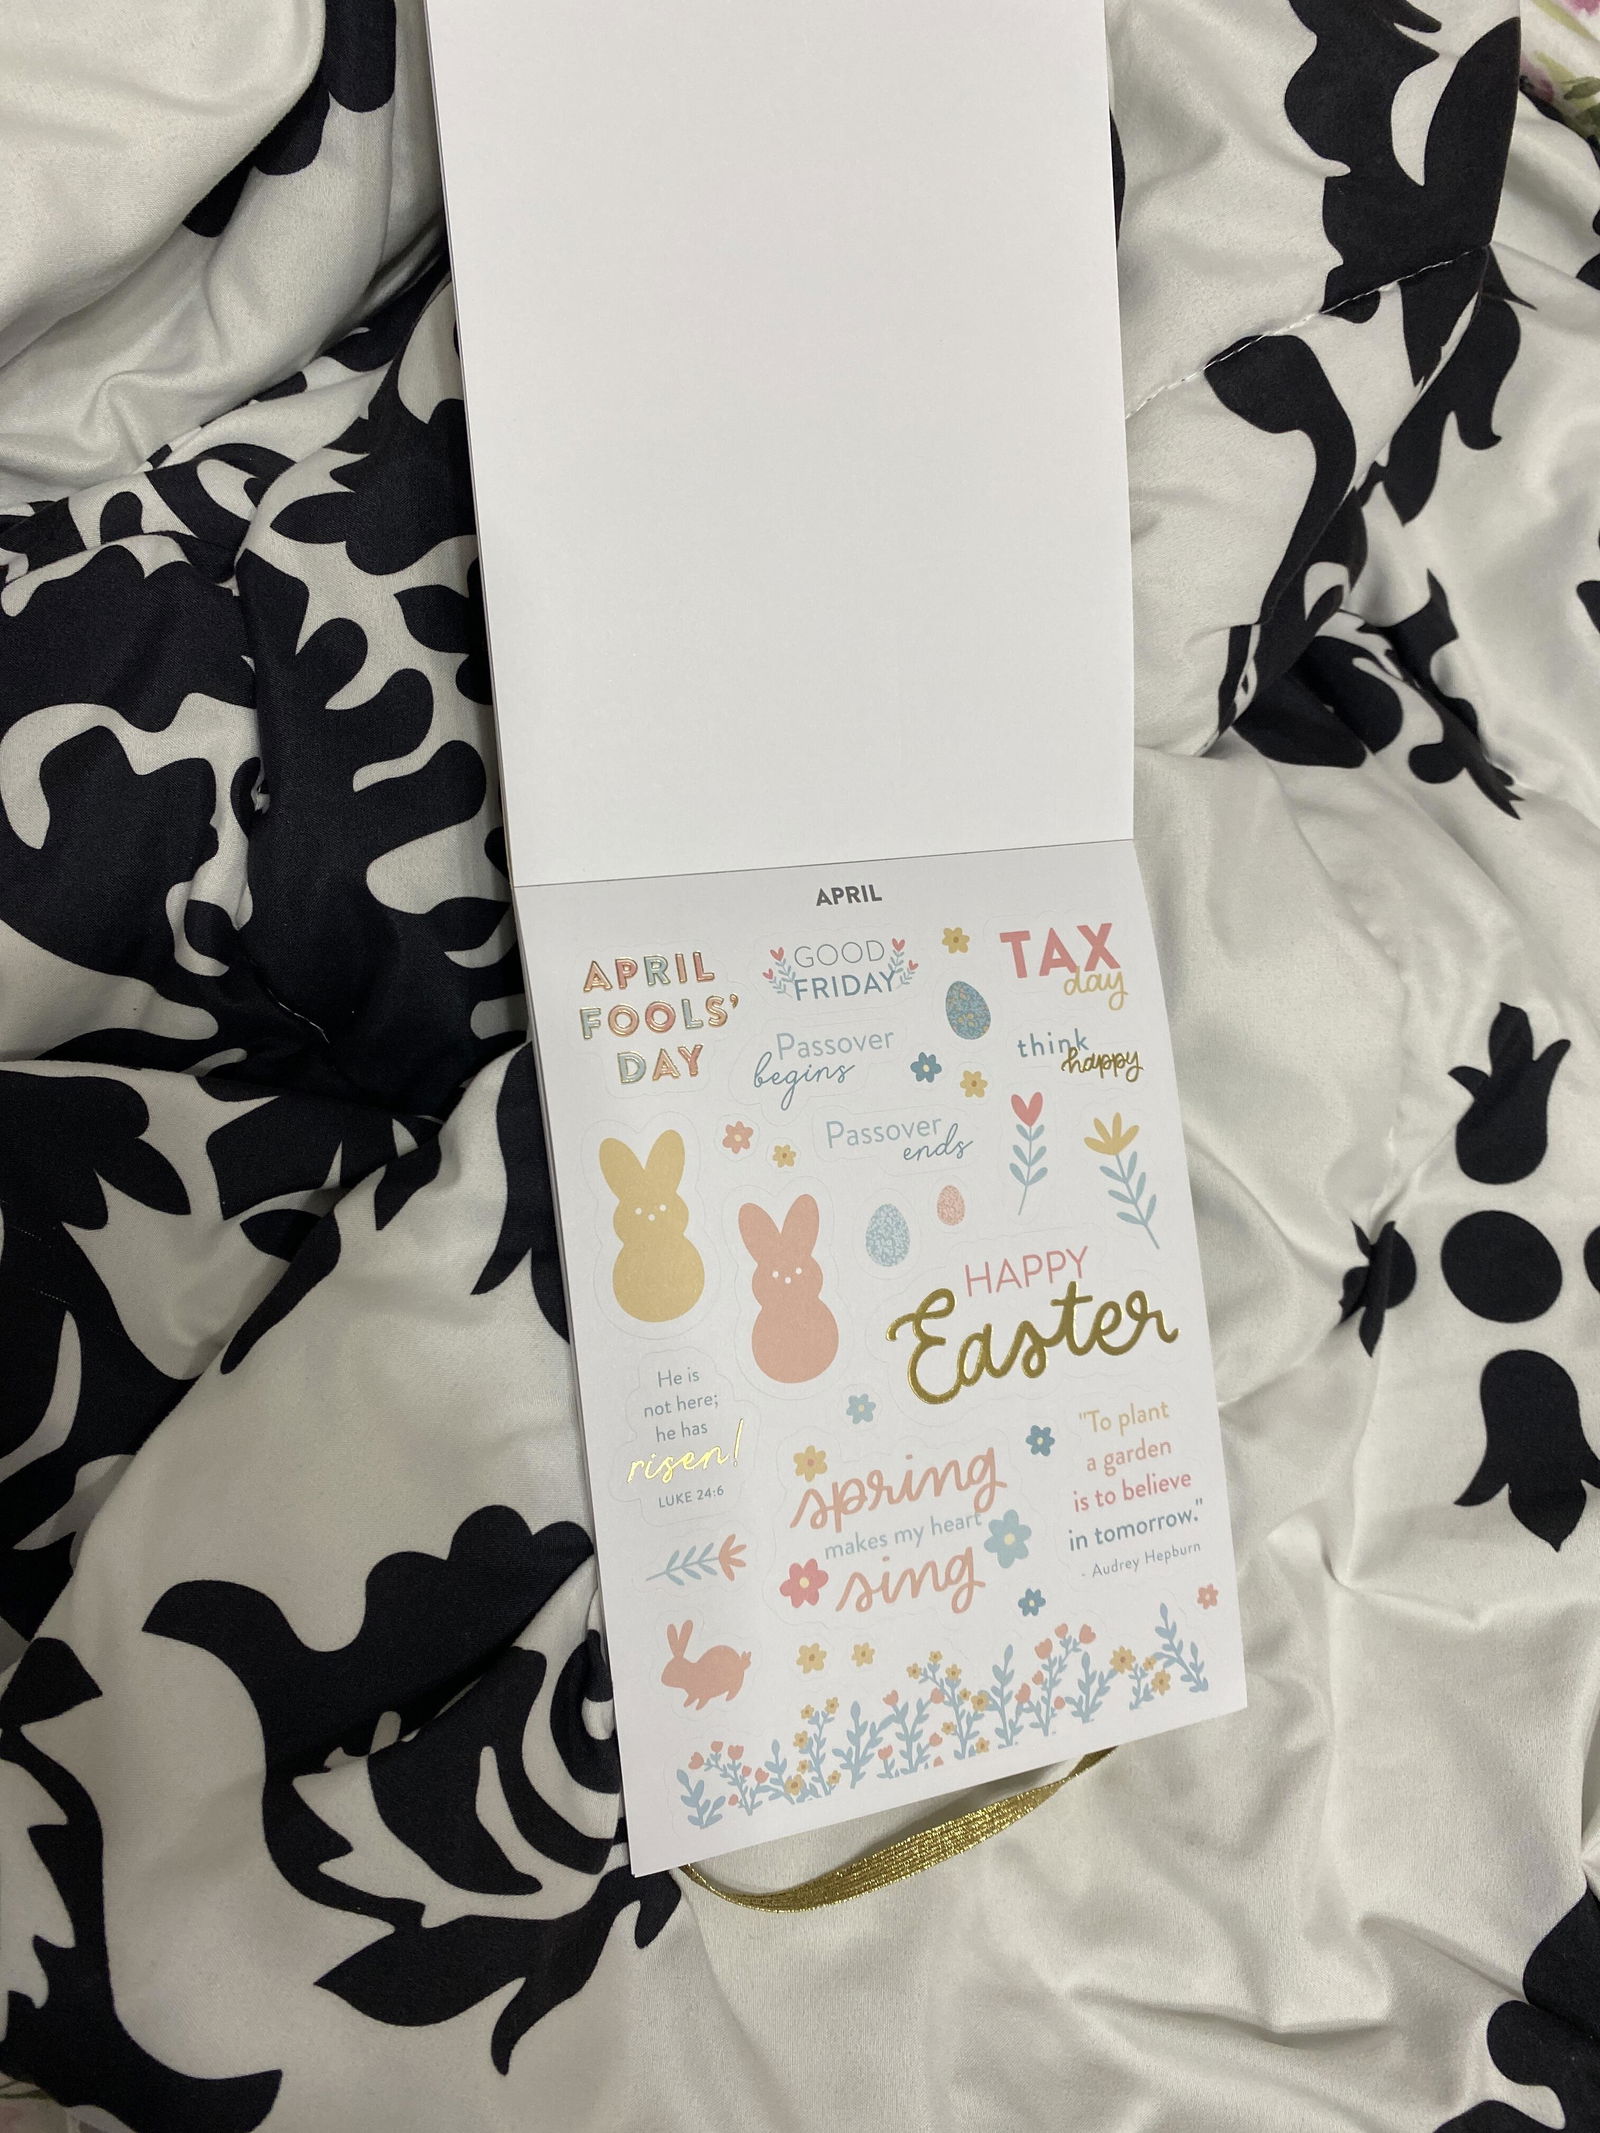 APRIL
APRIL
FOOLS'
DAY
GOOD
FRIDAY
TAX
day
Passover
begins
think
happy
Passover
ends
HAPPY
Easter
He is
not here;
he has
risen!
LUKE 24:6
spring
makes my heart
sing
"To plant
a garden
is to believe
in tomorrow."
- Audrey Hepburn